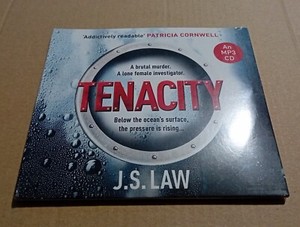 'Addictively readable' PATRICIA CORNWELL
An
MP3
CD
A brutal murder.
A lone female investigator.
TENACITY
Below the ocean's surface,
the pressure is rising...
J.S. LAW